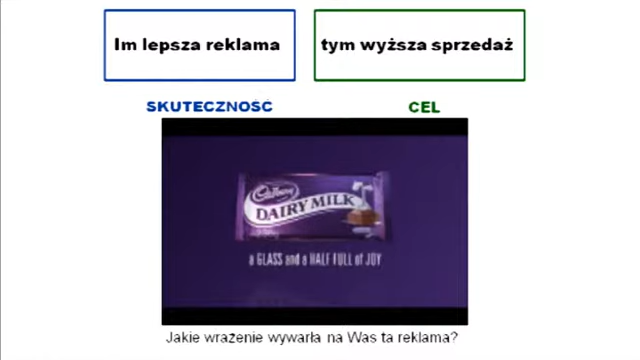 Im lepsza reklama
tym wyższa sprzedaż
SKUTECZNOŚĆ
CEL
Cadbury
DAIRY MILK
a GLASS and a HALF FULL of JOY
Jakie wrażenie wywarła na Was ta reklama?